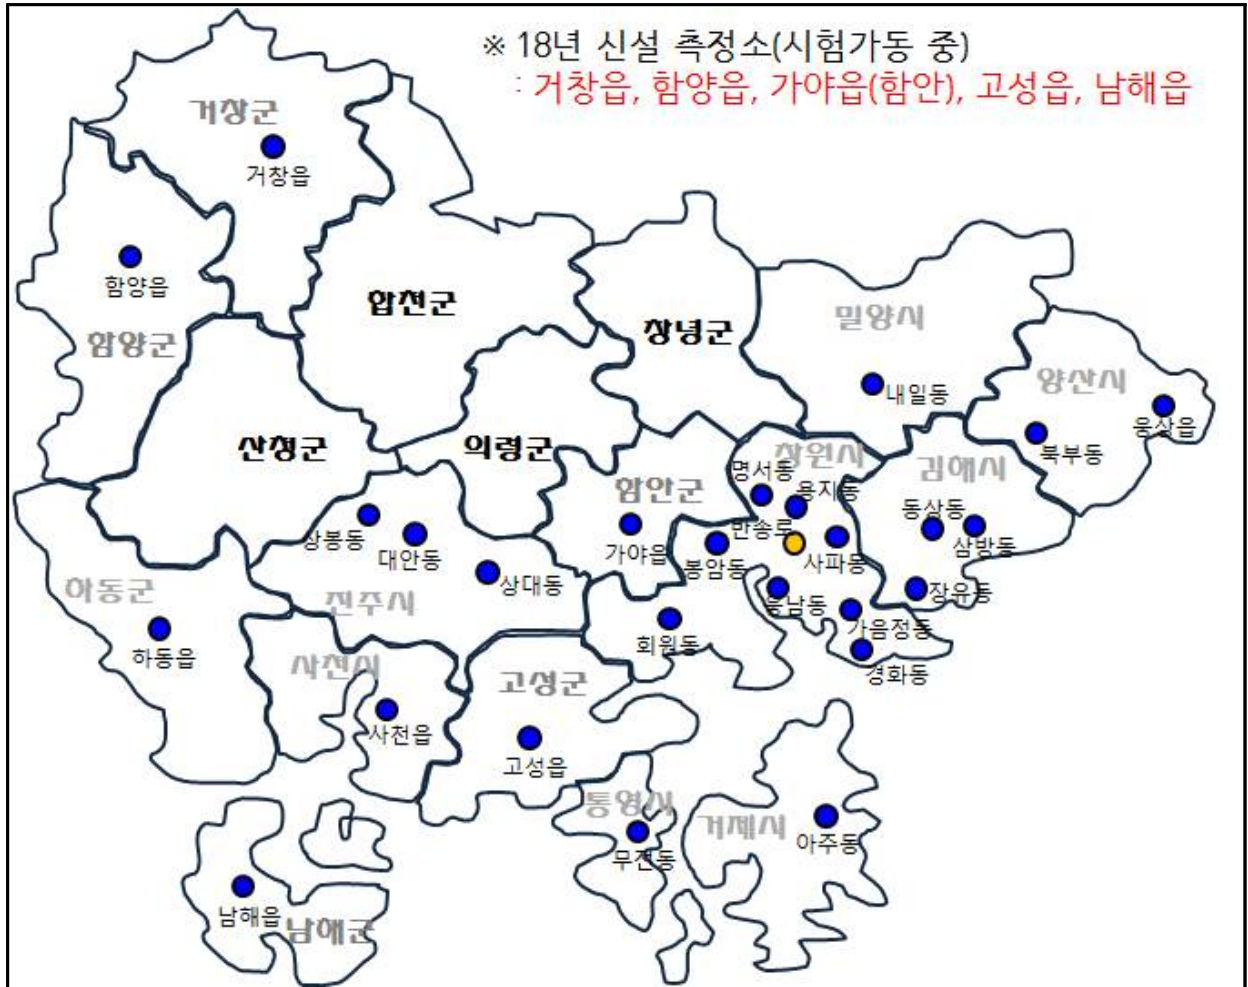 ※ 18년 신설 측정소(시험가동 중)
: 거창읍, 함양읍, 가야읍(함안), 고성읍, 남해읍
거창군
거창읍
함양읍
함양군
합천군
창녕군
밀양시
내일동
양산시
웅상읍
북부동
산청군
의령군
함안군
가야읍
창원시
명서동
용지동
반송로
봉암동
사파동
웅남동
가음정동
경화동
회원동
김해시
동상동
삼방동
장유동
상봉동
대안동
상대동
진주시
하동군
하동읍
사천시
사천읍
고성군
고성읍
통영시
무전동
거제시
아주동
남해읍
남해군